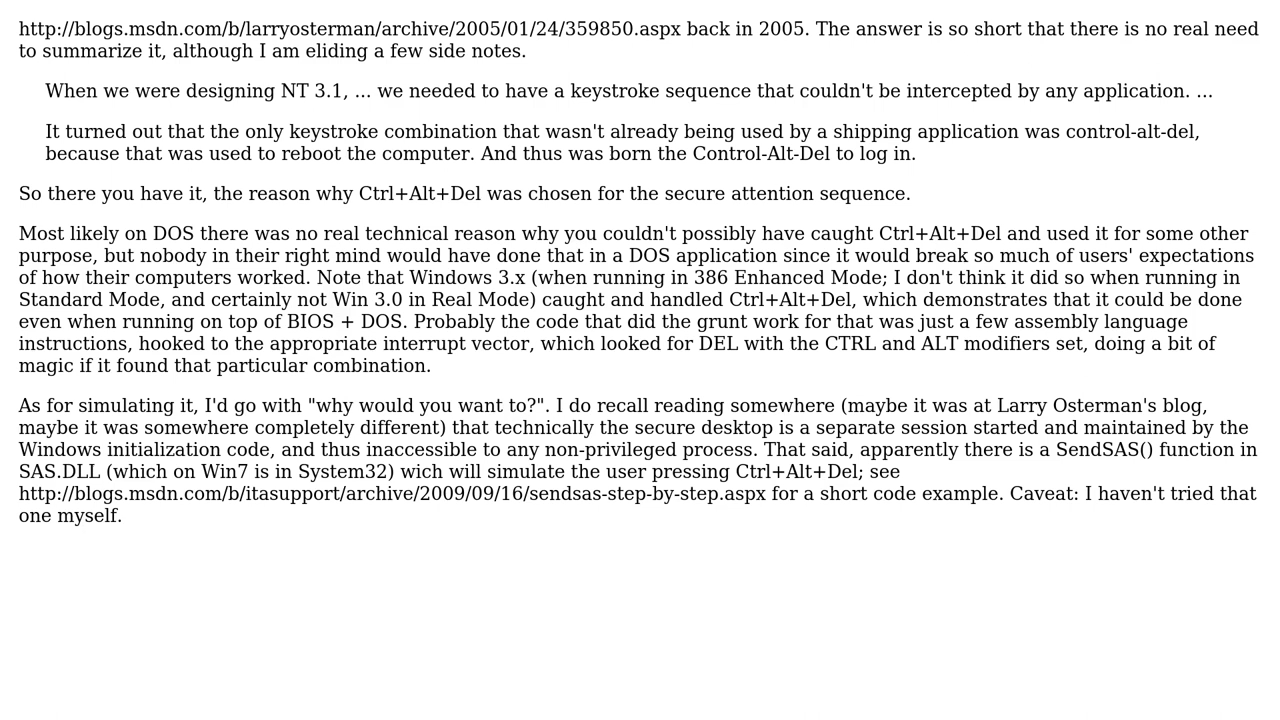 http://blogs.msdn.com/b/larryosterman/archive/2005/01/24/359850.aspx back in 2005. The answer is so short that there is no real need
to summarize it, although I am eliding a few side notes.
When we were designing NT 3.1, ... we needed to have a keystroke sequence that couldn't be intercepted by any application. ...
It turned out that the only keystroke combination that wasn't already being used by a shipping application was control-alt-del,
because that was used to reboot the computer. And thus was born the Control-Alt-Del to log in.
So there you have it, the reason why Ctrl+Alt+Del was chosen for the secure attention sequence.
Most likely on DOS there was no real technical reason why you couldn't possibly have caught Ctrl+Alt+Del and used it for some other
purpose, but nobody in their right mind would have done that in a DOS application since it would break so much of users' expectations
of how their computers worked. Note that Windows 3.x (when running in 386 Enhanced Mode; I don't think it did so when running in
Standard Mode, and certainly not Win 3.0 in Real Mode) caught and handled Ctrl+Alt+Del, which demonstrates that it could be done
even when running on top of BIOS + DOS. Probably the code that did the grunt work for that was just a few assembly language
instructions, hooked to the appropriate interrupt vector, which looked for DEL with the CTRL and ALT modifiers set, doing a bit of
magic if it found that particular combination.
As for simulating it, I'd go with "why would you want to?". I do recall reading somewhere (maybe it was at Larry Osterman's blog,
maybe it was somewhere completely different) that technically the secure desktop is a separate session started and maintained by the
Windows initialization code, and thus inaccessible to any non-privileged process. That said, apparently there is a SendSAS() function in
SAS.DLL (which on Win7 is in System32) wich will simulate the user pressing Ctrl+Alt+Del; see
http://blogs.msdn.com/b/itasupport/archive/2009/09/16/sendsas-step-by-step.aspx for a short code example. Caveat: I haven't tried that
one myself.